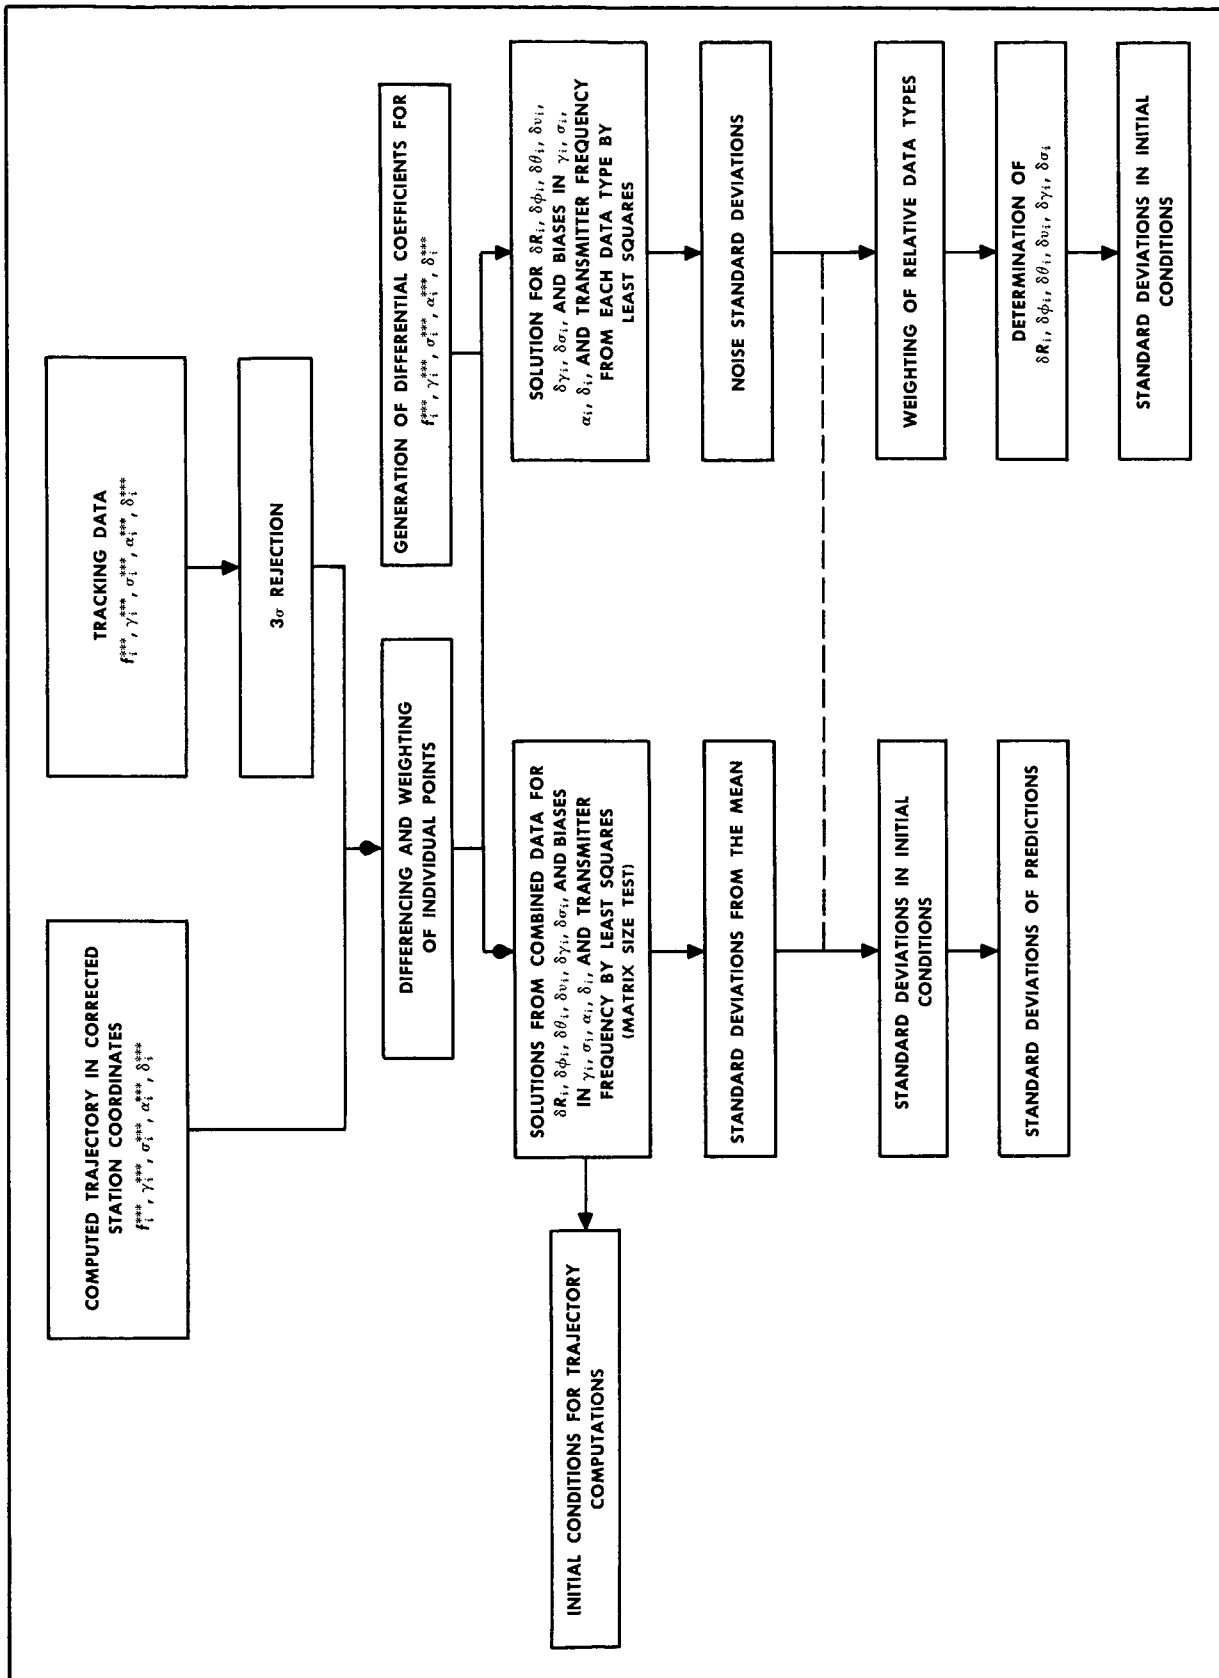 COMPUTED TRAJECTORY IN CORRECTED
STATION COORDINATES
f_i***, γ_i***, σ_i***, α_i***, δ_i***
TRACKING DATA
f_i***, γ_i***, σ_i***, α_i***, δ_i***
3σ REJECTION
DIFFERENCING AND WEIGHTING
OF INDIVIDUAL POINTS
GENERATION OF DIFFERENTIAL COEFFICIENTS FOR
f_i***, γ_i***, σ_i***, α_i***, δ_i***
INITIAL CONDITIONS FOR TRAJECTORY
COMPUTATIONS
SOLUTIONS FROM COMBINED DATA FOR
δR_i, δϕ_i, δθ_i, δv_i, δγ_i, δσ_i, AND BIASES
IN γ_i, σ_i, α_i, δ_i, AND TRANSMITTER
FREQUENCY BY LEAST SQUARES
(MATRIX SIZE TEST)
SOLUTION FOR δR_i, δϕ_i, δθ_i, δv_i,
δγ_i, δσ_i, AND BIASES IN γ_i, σ_i,
α_i, δ_i, AND TRANSMITTER FREQUENCY
FROM EACH DATA TYPE BY
LEAST SQUARES
STANDARD DEVIATIONS FROM THE MEAN
NOISE STANDARD DEVIATIONS
STANDARD DEVIATIONS IN INITIAL
CONDITIONS
WEIGHTING OF RELATIVE DATA TYPES
STANDARD DEVIATIONS OF PREDICTIONS
DETERMINATION OF
δR_i, δϕ_i, δθ_i, δv_i, δγ_i, δσ_i
STANDARD DEVIATIONS IN INITIAL
CONDITIONS